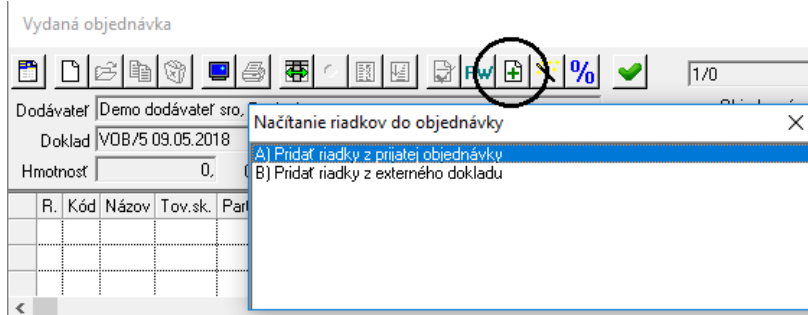 Vydaná objednávka
% 1/0
Dodávateľ Demo dodávateľ sro,
Načítanie riadkov do objednávky
Doklad VOB/5 09.05.2018
A) Pridať riadky z prijatej objednávky
Hmotnosť 0,
B) Pridať riadky z externého dokladu
R. Kód Názov Tov.sk.